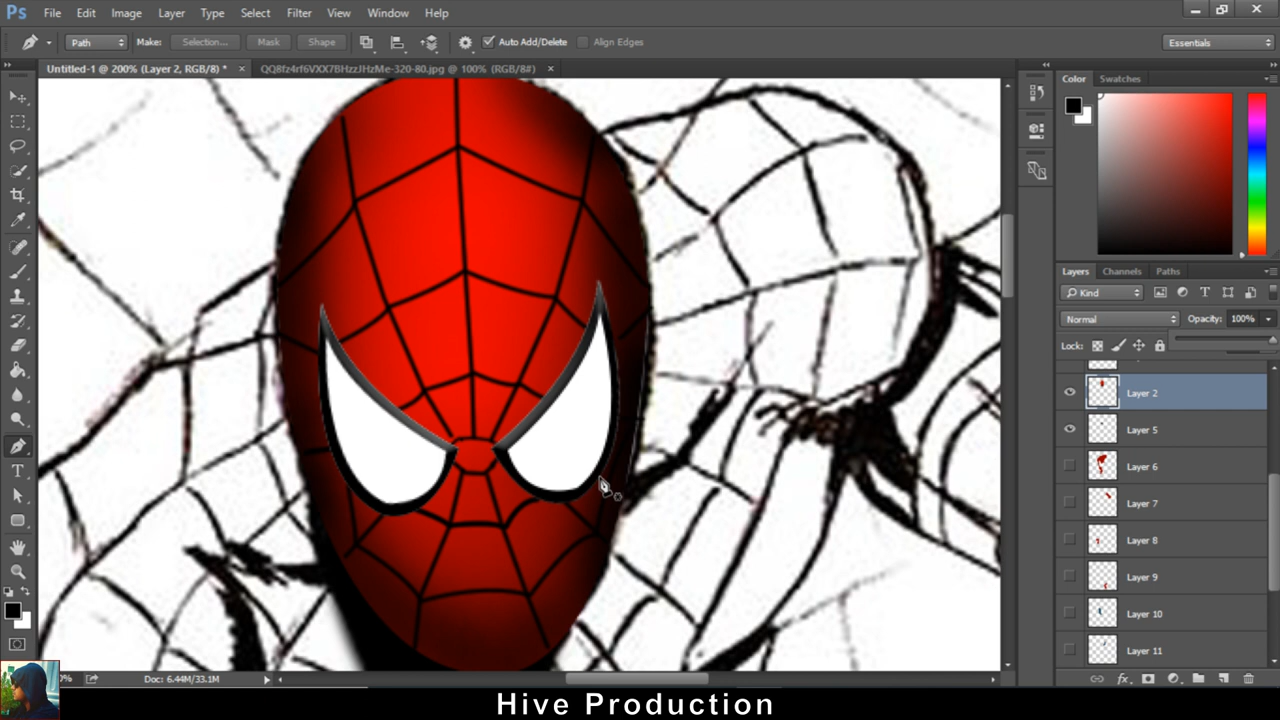 Ps File Edit Image Layer Type Select Filter View Window Help
Path Make: Selection... Mask Shape Auto Add/Delete Align Edges Essentials
Untitled-1 @ 200% (Layer 2, RGB/8) * × QQ8fz4rf6VXX7BHzzJHzMe-320-80.jpg @ 100% (RGB/8#) ×
Color Swatches
Layers Channels Paths
Kind
Normal Opacity: 100%
Lock:
Layer 2
Layer 5
Layer 6
Layer 7
Layer 8
Layer 9
Layer 10
Layer 11
Doc: 6.44M/33.1M
Hive Production